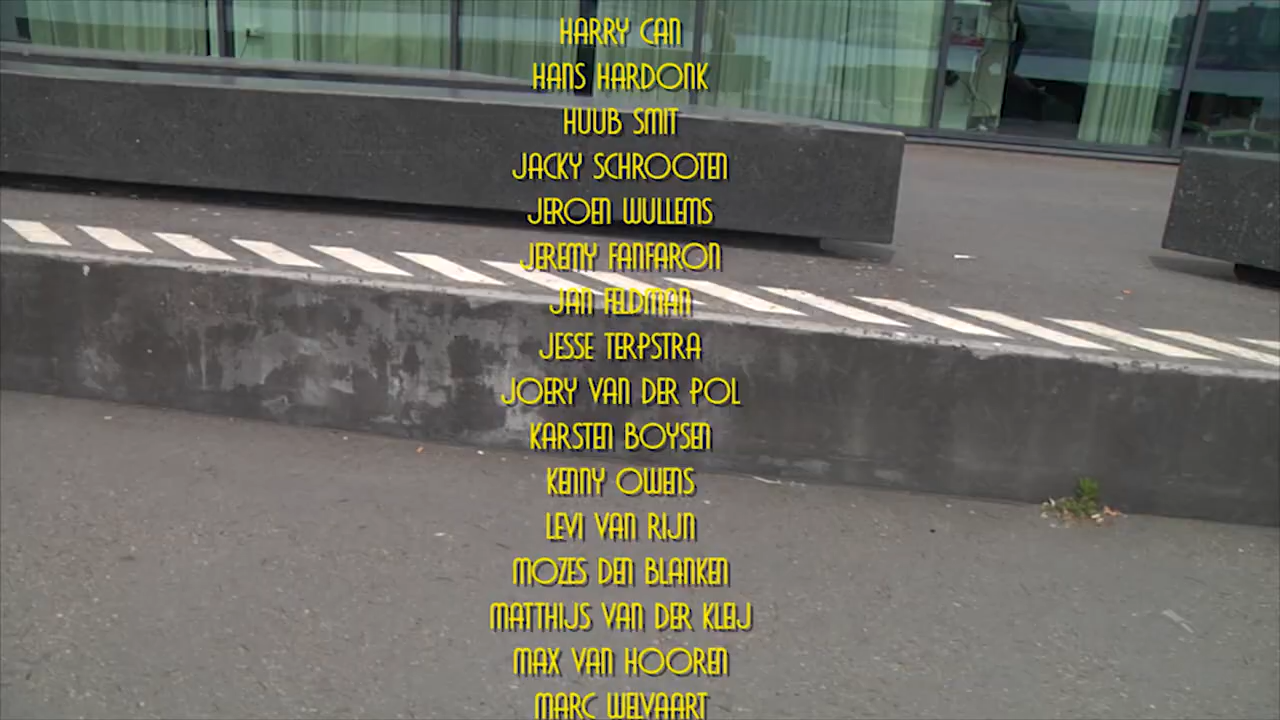 HARRY CAN
HANS HARDONK
HUUB SMIT
JACKY SCHROOTEN
JEROEN WULLEMS
JEREMY FANFARON
JAN FELDMAN
JESSE TERPSTRA
JOERY VAN DER POL
KARSTEN BOYSEN
KENNY OWENS
LEVI VAN RIJN
MOZES DEN BLANKEN
MATTHIJS VAN DER KLEIJ
MAX VAN HOOREN
MARC WELVAART